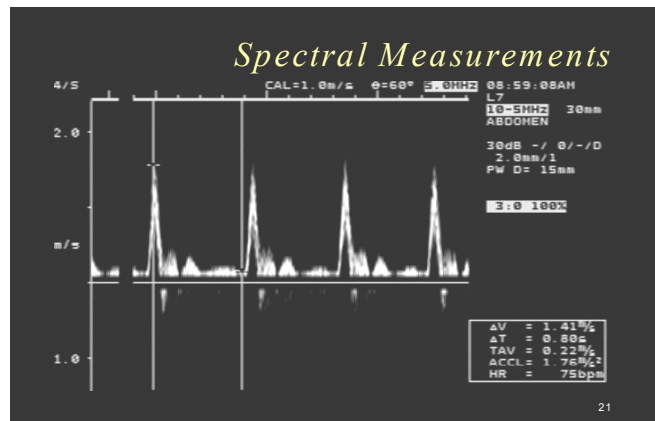 Spectral Measurements
4/S CAL=1.0m/s θ=60° 5.0MHz 08:59:08AM
L7
10-5MHz 30mm
ABDOMEN
2.0
30dB -/ 0/-/D
2.0mm/1
PW D= 15mm
3:0 100%
m/s
1.0
ΔV = 1.41m/s
ΔT = 0.80s
TAV = 0.22m/s
ACCL= 1.76m/s²
HR = 75bpm
21